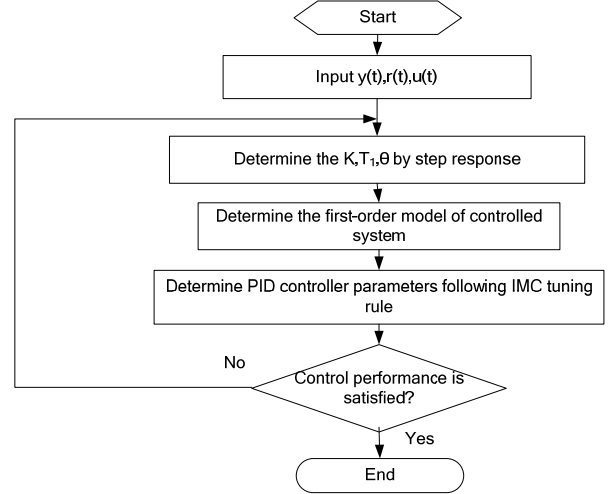 Start
Input y(t),r(t),u(t)
Determine the K,T₁,θ by step response
Determine the first-order model of controlled
system
Determine PID controller parameters following IMC tuning
rule
No
Control performance is
satisfied?
Yes
End